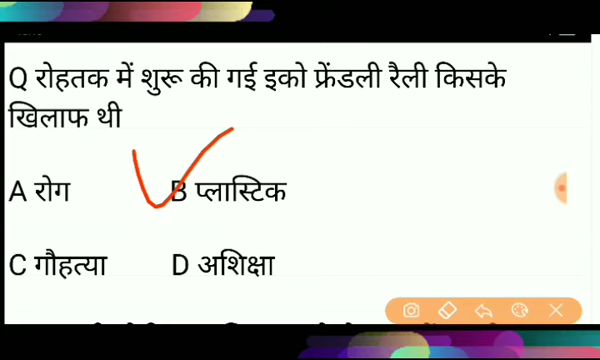 Q रोहतक में शुरू की गई इको फ्रेंडली रैली किसके
खिलाफ थी
A रोग B प्लास्टिक
C गौहत्या D अशिक्षा